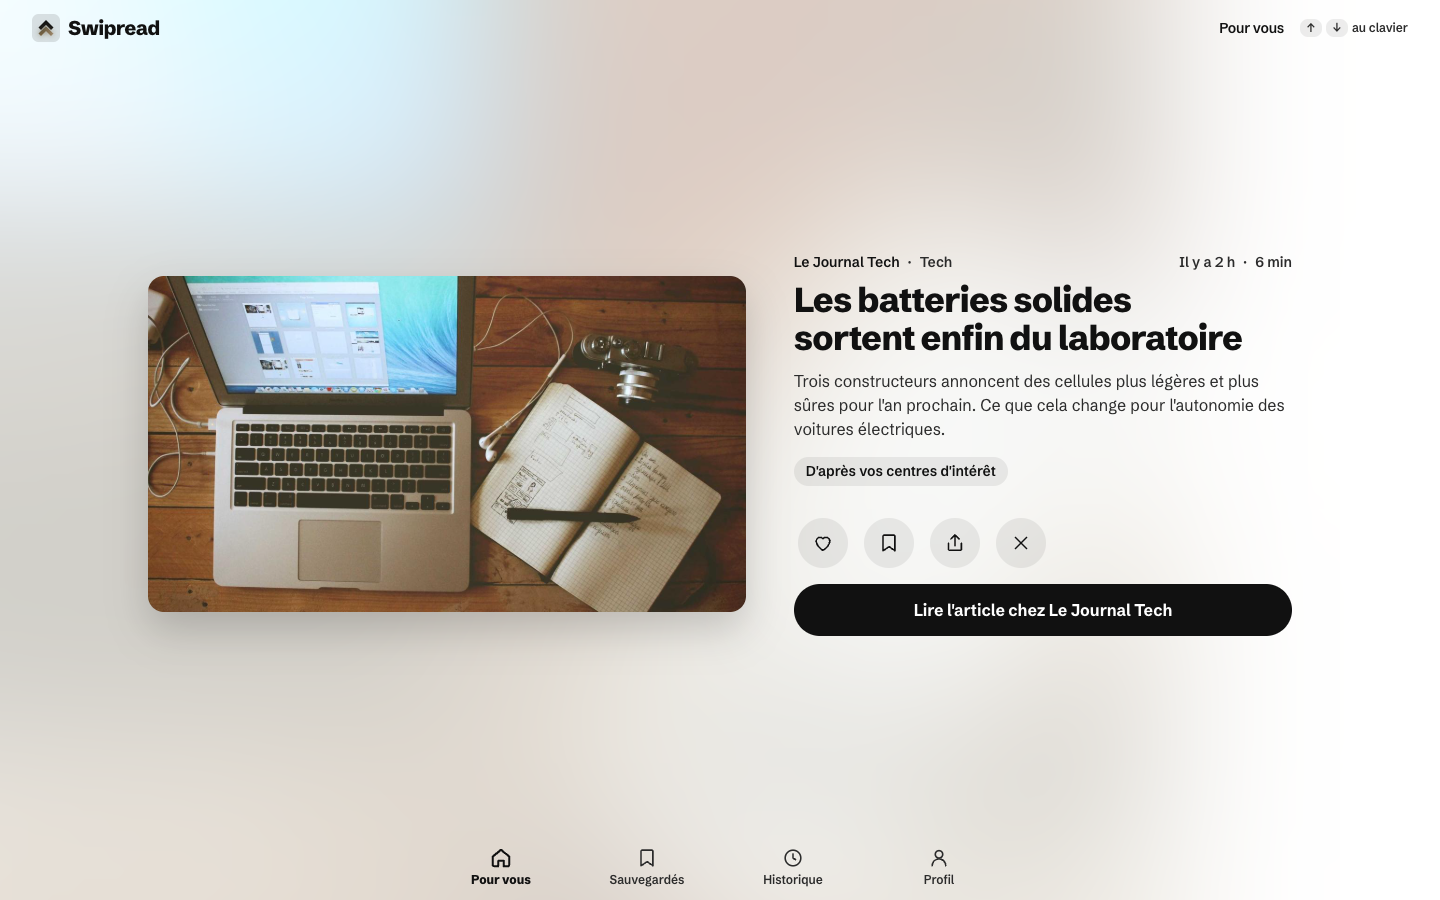 Swipread
Pour vous
au clavier
Le Journal Tech · Tech
Il y a 2 h · 6 min
Les batteries solides
sortent enfin du laboratoire
Trois constructeurs annoncent des cellules plus légères et plus
sûres pour l'an prochain. Ce que cela change pour l'autonomie des
voitures électriques.
D'après vos centres d'intérêt
Lire l'article chez Le Journal Tech
Pour vous
Sauvegardés
Historique
Profil